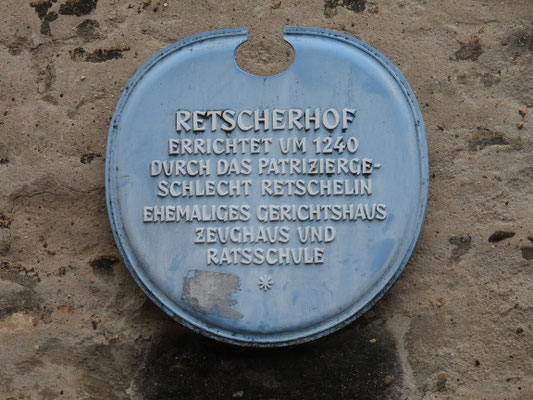 RETSCHERHOF
ERRICHTET UM 1240
DURCH DAS PATRIZIERGE-
SCHLECHT RETSCHELIN
EHEMALIGES GERICHTSHAUS
ZEUGHAUS UND
RATSSCHULE